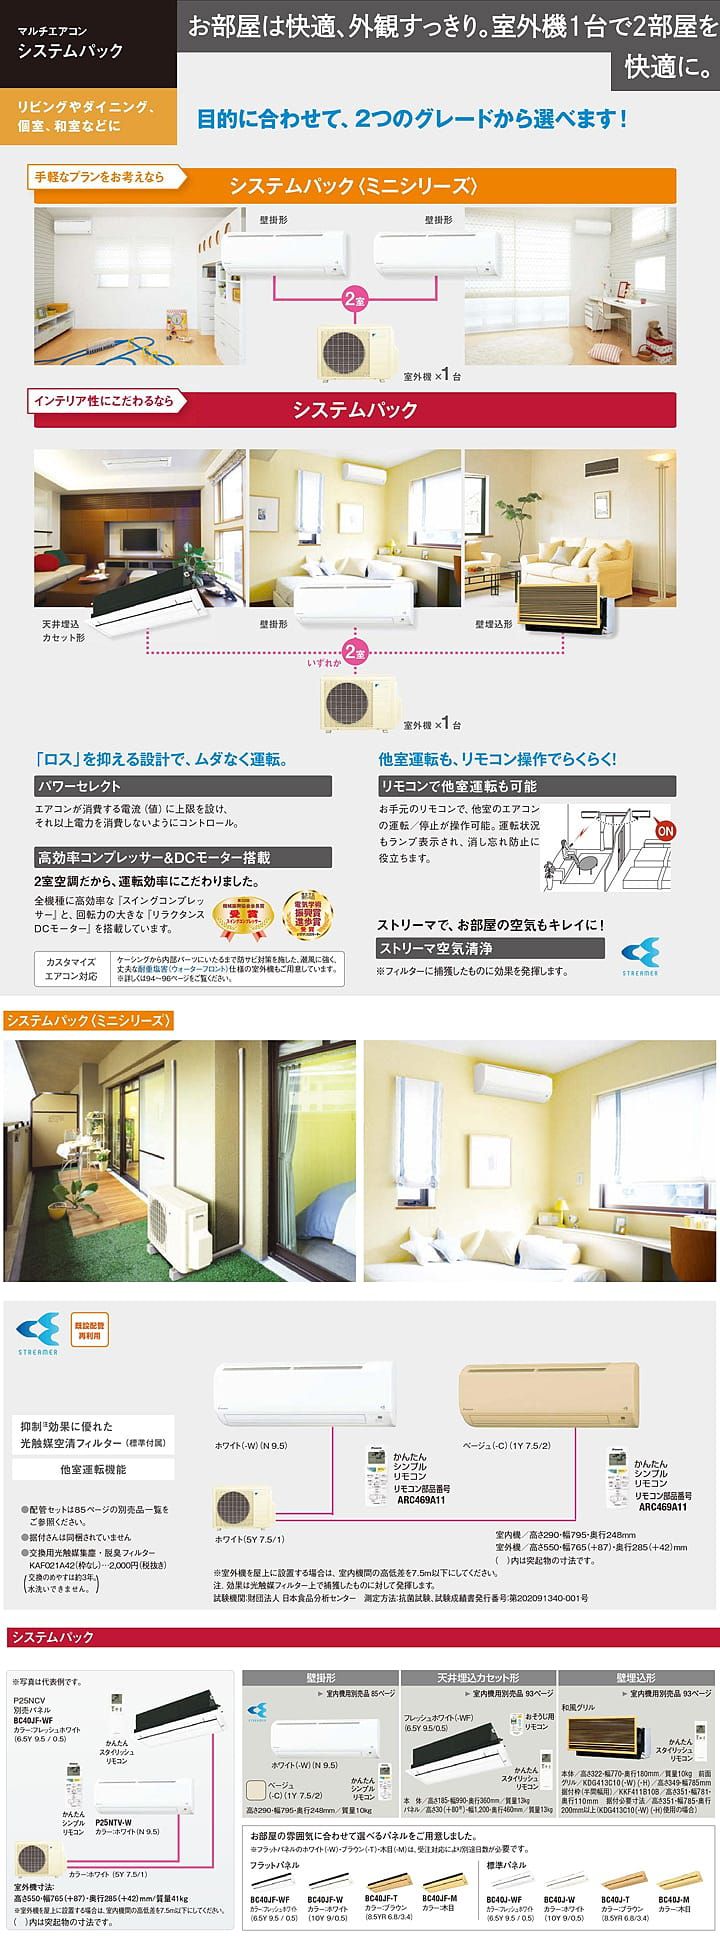 マルチエアコン
システムパック
お部屋は快適、外観すっきり。室外機1台で2部屋を
快適に。
リビングやダイニング、
個室、和室などに
目的に合わせて、2つのグレードから選べます!
手軽なプランをお考えなら
システムパック〈ミニシリーズ〉
壁掛形
壁掛形
2室
室外機×1台
インテリア性にこだわるなら
システムパック
天井埋込
カセット形
壁掛形
壁埋込形
いずれか
2室
室外機×1台
「ロス」を抑える設計で、ムダなく運転。
パワーセレクト
エアコンが消費する電流(値)に上限を設け、
それ以上電力を消費しないようにコントロール。
高効率コンプレッサー&DCモーター搭載
2室空調だから、運転効率にこだわりました。
全機種に高効率な『スイングコンプレッ
サー』と、回転力の大きな『リラクタンス
DCモーター』を搭載しています。
機械振興協会会長賞
受賞
スイングコンプレッサー
電気学術
振興賞
進歩賞
受賞
カスタマイズ
エアコン対応
ケーシングから内部パーツにいたるまで防サビ対策を施した、潮風に強く、
丈夫な耐重塩害(ウォーターフロント)仕様の室外機もご用意しています。
※詳しくは94〜96ページをご覧ください。
他室運転も、リモコン操作でらくらく!
リモコンで他室運転も可能
お手元のリモコンで、他室のエアコン
の運転/停止が操作可能。運転状況
もランプ表示され、消し忘れ防止に
役立ちます。
ON
ストリーマで、お部屋の空気もキレイに!
ストリーマ空気清浄
※フィルターに捕獲したものに効果を発揮します。
STREAMER
システムパック〈ミニシリーズ〉
STREAMER
既設配管
再利用
抑制注効果に優れた
光触媒空清フィルター(標準付属)
他室運転機能
●配管セットは85ページの別売品一覧を
ご参照ください。
●据付さんは同梱されていません
●交換用光触媒集塵・脱臭フィルター
KAF021A42(枠なし)…2,000円(税抜き)
(交換のめやすは約3年。
水洗いできません。)
ホワイト(-W)(N 9.5)
かんたん
シンプル
リモコン
リモコン部品番号
ARC469A11
ベージュ(-C)(1Y 7.5/2)
かんたん
シンプル
リモコン
リモコン部品番号
ARC469A11
ホワイト(5Y 7.5/1)
室内機/高さ290・幅795・奥行248mm
室外機/高さ550・幅765(+87)・奥行285(+42)mm
( )内は突起物の寸法です。
※室外機を屋上に設置する場合は、室内機間の高低差を7.5m以下にしてください。
注. 効果は光触媒フィルター上で捕獲したものに対して発揮します。
試験機関:財団法人 日本食品分析センター 測定方法:抗菌試験、試験成績書発行番号:第202091340-001号
システムパック
※写真は代表例です。
P25NCV
別売パネル
BC40JF-WF
カラー:フレッシュホワイト
(6.5Y 9.5 / 0.5)
かんたん
スタイリッシュ
リモコン
かんたん
シンプル
リモコン
P25NTV-W
カラー:ホワイト(N 9.5)
カラー:ホワイト (5Y 7.5/1)
室外機寸法:
高さ550・幅765(+87)・奥行285(+42)mm/質量41kg
※室外機を屋上に設置する場合は、室内機間の高低差を7.5m以下にしてください。
( )内は突起物の寸法です。
壁掛形
▶ 室内機用別売品 85ページ
STREAMER
ホワイト(-W)(N 9.5)
ベージュ
(-C)(1Y 7.5/2)
かんたん
シンプル
リモコン
高さ290・幅795・奥行248mm/質量10kg
天井埋込カセット形
▶ 室内機用別売品 93ページ
フレッシュホワイト(-WF)
(6.5Y 9.5/0.5)
おそうじ用
リモコン
かんたん
スタイリッシュ
リモコン
本 体/高さ185・幅990・奥行360mm/質量13kg
パネル/高さ30(+80※)・幅1,200・奥行460mm/質量13kg
壁埋込形
▶ 室内機用別売品 93ページ
和風グリル
かんたん
スタイリッシュ
リモコン
本体/高さ322・幅770・奥行180mm/質量10kg 前面
グリル/KDG413C10(-W)(-H)/高さ349・幅785mm
据付枠(半間幅用)/KKF411B10B/高さ351・幅781・
奥行110mm 据付必要寸法/高さ351・幅785・奥行
200mm以上(KDG413C10(-W)(-H)使用の場合)
お部屋の雰囲気に合わせて選べるパネルをご用意しました。
※フラットパネルのホワイト(-W)・ブラウン(-T)・木目(-M)は、受注対応により別途日数が必要です。
フラットパネル
BC40JF-WF
カラー:フレッシュホワイト
(6.5Y 9.5 / 0.5)
BC40JF-W
カラー:ホワイト
(10Y 9/0.5)
BC40JF-T
カラー:ブラウン
(8.5YR 6.8/3.4)
BC40JF-M
カラー:木目
標準パネル
BC40J-WF
カラー:フレッシュホワイト
(6.5Y 9.5 / 0.5)
BC40J-W
カラー:ホワイト
(10Y 9/0.5)
BC40J-T
カラー:ブラウン
(8.5YR 6.8/3.4)
BC40J-M
カラー:木目